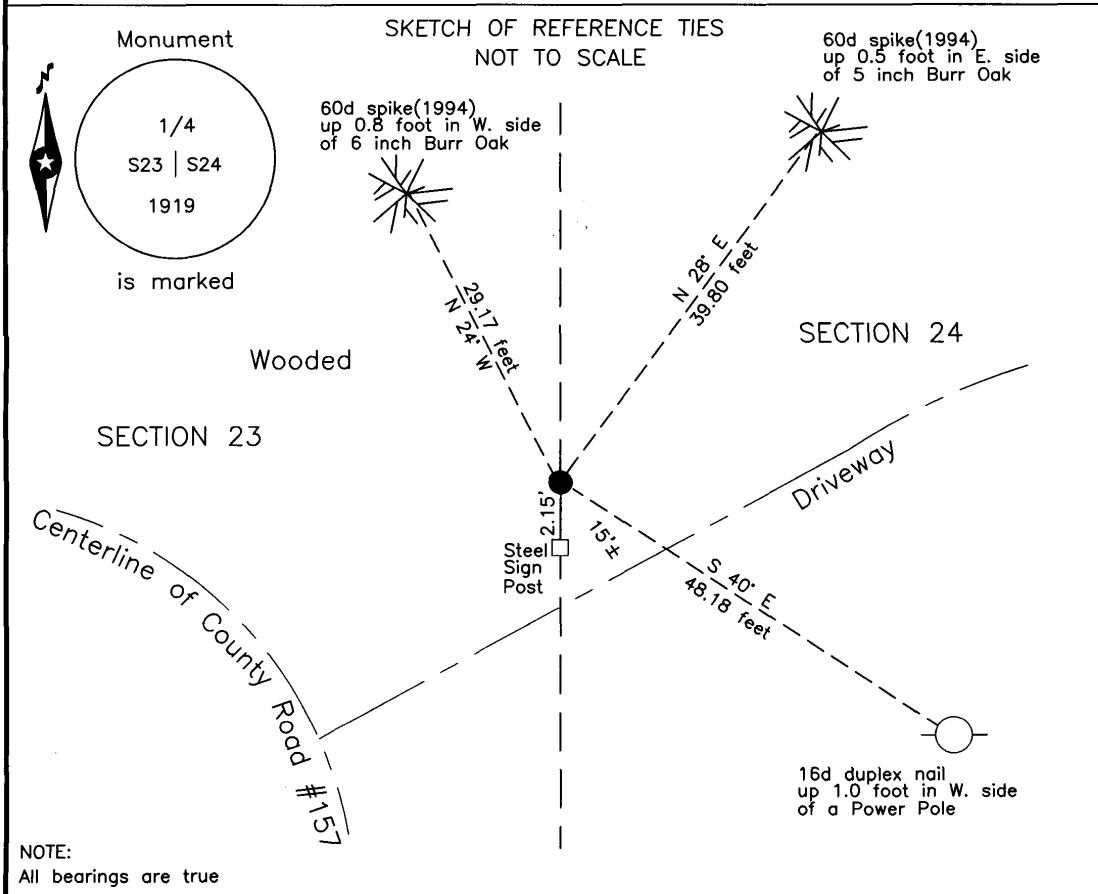 SKETCH OF REFERENCE TIES
NOT TO SCALE
Monument
N
1/4
S23 | S24
1919
is marked
60d spike(1994)
up 0.8 foot in W. side
of 6 inch Burr Oak
60d spike(1994)
up 0.5 foot in E. side
of 5 inch Burr Oak
29.17 feet
N 24° W
N 28° E
39.80 feet
Wooded
SECTION 24
SECTION 23
Driveway
2.15'
15'±
Steel
Sign
Post
S 40° E
48.18 feet
Centerline of County Road #157
16d duplex nail
up 1.0 foot in W. side
of a Power Pole
NOTE:
All bearings are true